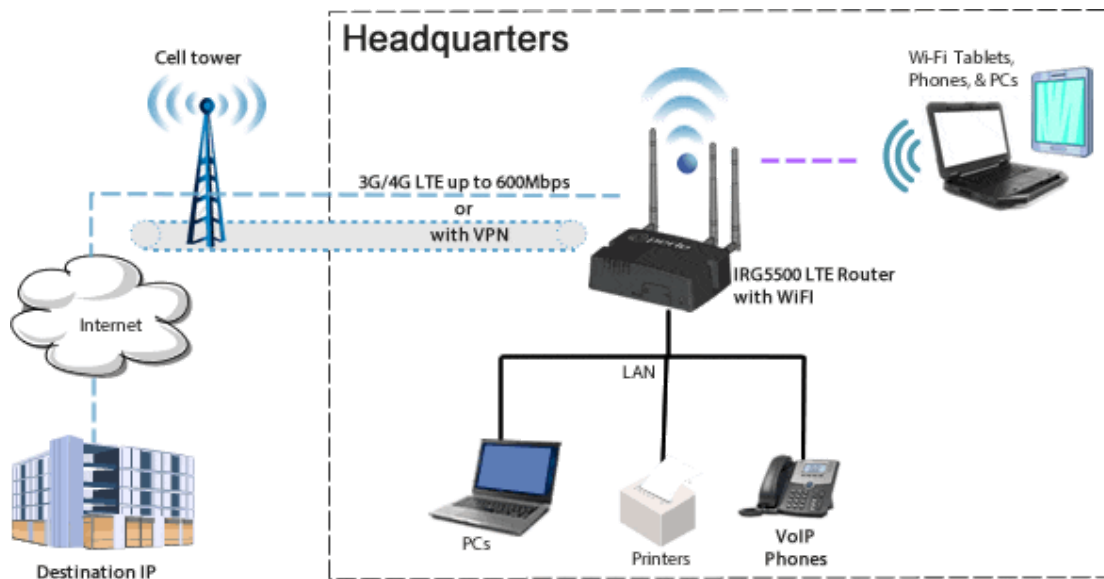 Headquarters
Cell tower
Wi-Fi Tablets,
Phones, & PCs
3G/4G LTE up to 600Mbps
or
with VPN
perle
IRG5500 LTE Router
with WiFI
Internet
LAN
PCs
Printers
VoIP
Phones
Destination IP